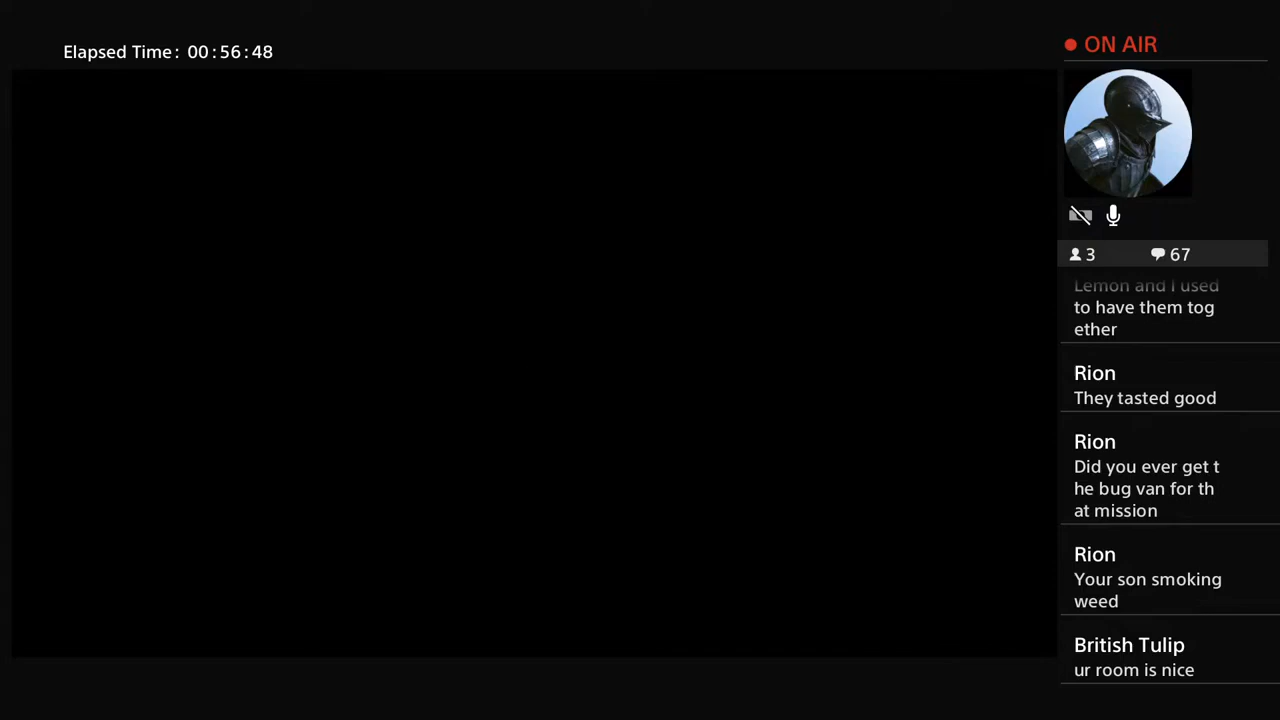 Elapsed Time: 00:56:48
ON AIR
3 67
Lemon and I used
to have them tog
ether
Rion
They tasted good
Rion
Did you ever get t
he bug van for th
at mission
Rion
Your son smoking
weed
British Tulip
ur room is nice